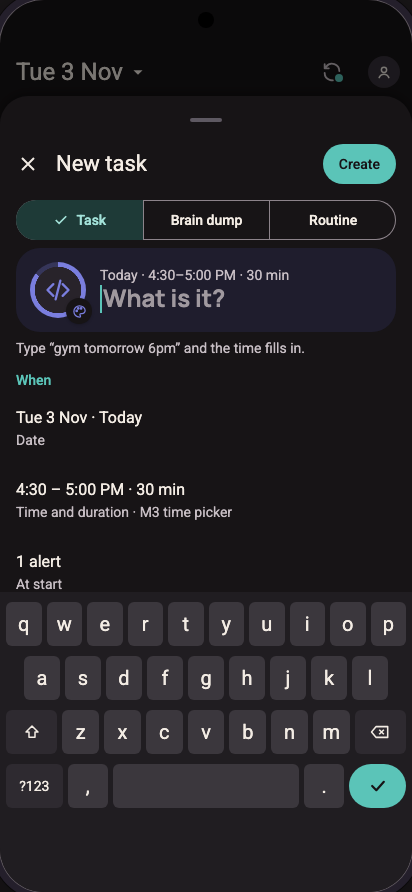 Tue 3 Nov
New task
Create
Task
Brain dump
Routine
Today · 4:30–5:00 PM · 30 min
What is it?
Type “gym tomorrow 6pm” and the time fills in.
When
Tue 3 Nov · Today
Date
4:30 – 5:00 PM · 30 min
Time and duration · M3 time picker
1 alert
At start
q w e r t y u i o p
a s d f g h j k l
z x c v b n m
?123 , .